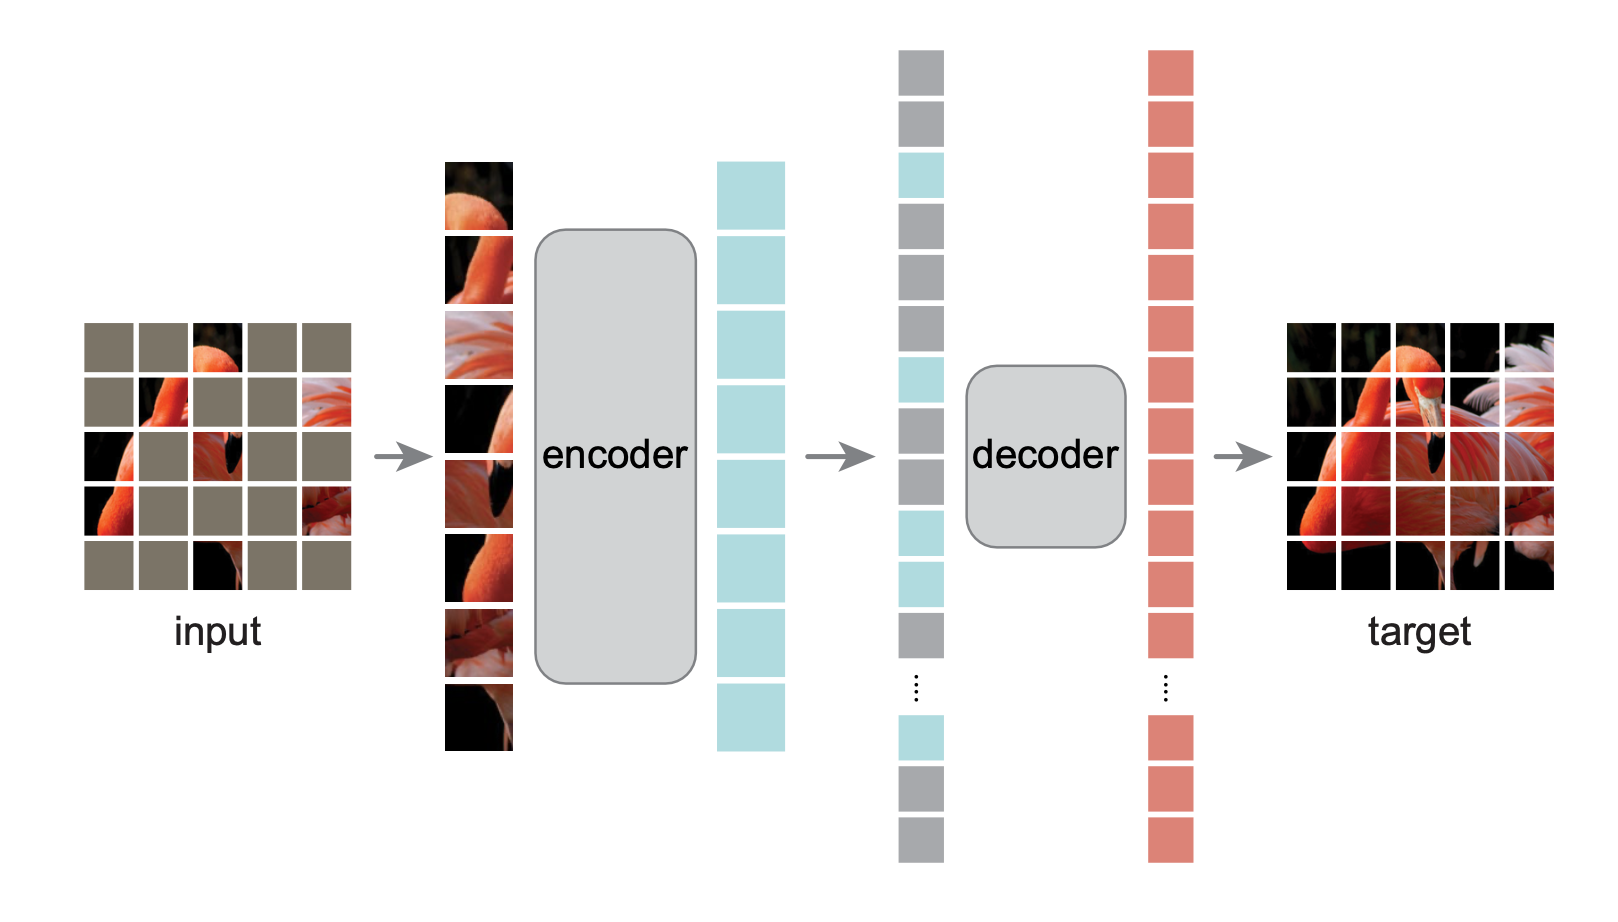 input
encoder
decoder
target